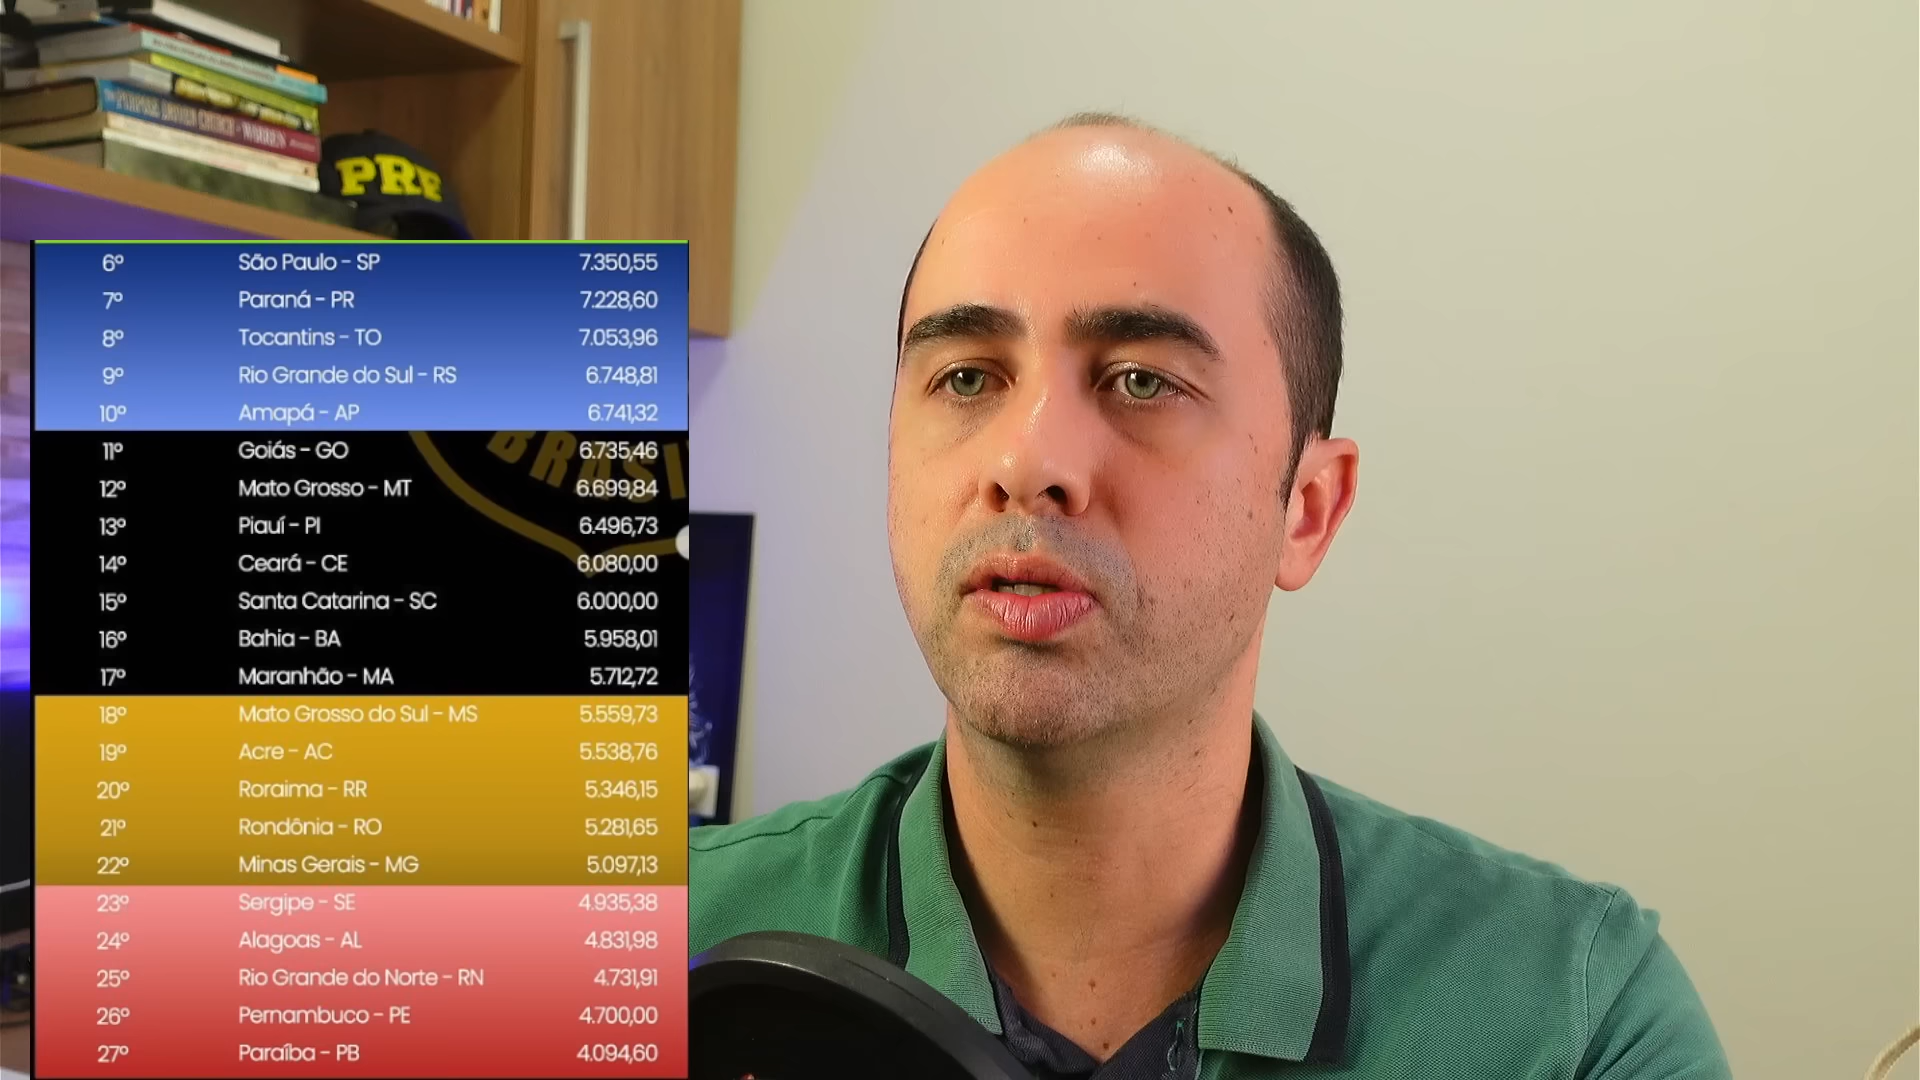 PURPOSE DRIVEN CHURCH • WARREN
PRF
6º São Paulo - SP 7.350,55
7º Paraná - PR 7.228,60
8º Tocantins - TO 7.053,96
9º Rio Grande do Sul - RS 6.748,81
10º Amapá - AP 6.741,32
BRASI
11º Goiás - GO 6.735,46
12º Mato Grosso - MT 6.699,84
13º Piauí - PI 6.496,73
14º Ceará - CE 6.080,00
15º Santa Catarina - SC 6.000,00
16º Bahia - BA 5.958,01
17º Maranhão - MA 5.712,72
18º Mato Grosso do Sul - MS 5.559,73
19º Acre - AC 5.538,76
20º Roraima - RR 5.346,15
21º Rondônia - RO 5.281,65
22º Minas Gerais - MG 5.097,13
23º Sergipe - SE 4.935,38
24º Alagoas - AL 4.831,98
25º Rio Grande do Norte - RN 4.731,91
26º Pernambuco - PE 4.700,00
27º Paraíba - PB 4.094,60